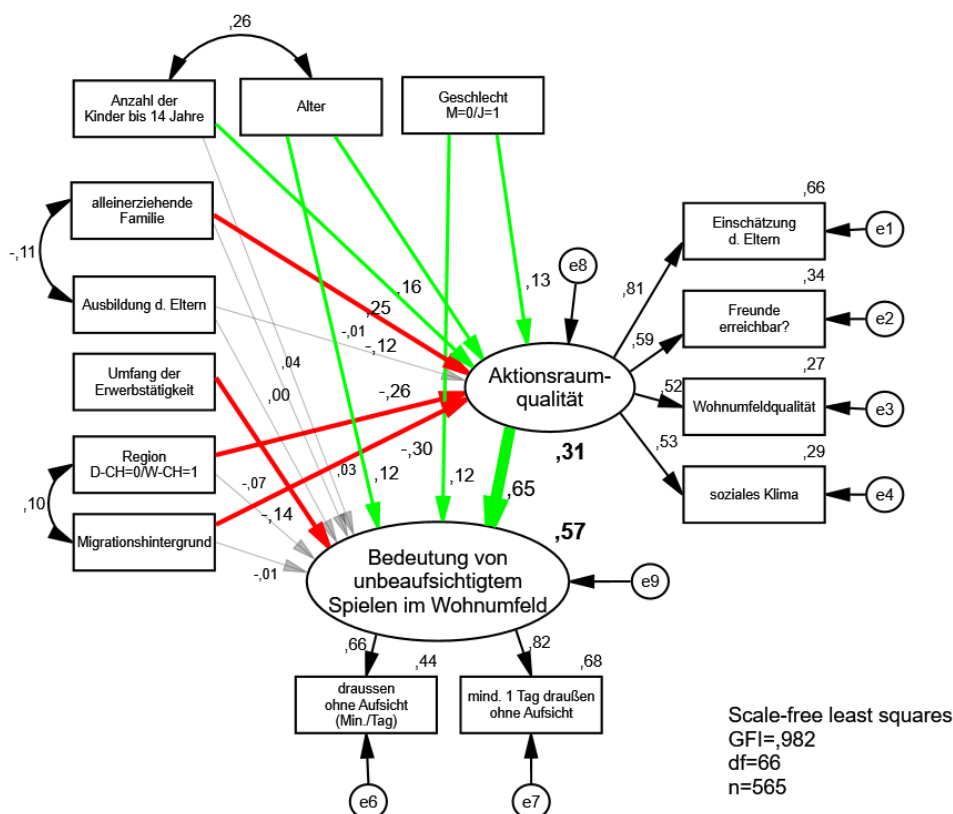 ,26
Anzahl der
Kinder bis 14 Jahre
Alter
Geschlecht
M=0/J=1
alleinerziehende
Familie
-,11
Ausbildung d. Eltern
Umfang der
Erwerbstätigkeit
Region
D-CH=0/W-CH=1
,10
Migrationshintergrund
,16
,25
-,01
-,12
,04
,00
-,26
-,30
,03
-,07
-,14
-,01
,12
,12
,13
,65
e8
Aktionsraum-
qualität
,31
,81
,59
,52
,53
,66
Einschätzung
d. Eltern
e1
,34
Freunde
erreichbar?
e2
,27
Wohnumfeldqualität
e3
,29
soziales Klima
e4
,57
Bedeutung von
unbeaufsichtigtem
Spielen im Wohnumfeld
e9
,66
,44
,82
,68
draussen
ohne Aufsicht
(Min./Tag)
mind. 1 Tag draußen
ohne Aufsicht
e6
e7
Scale-free least squares
GFI=,982
df=66
n=565